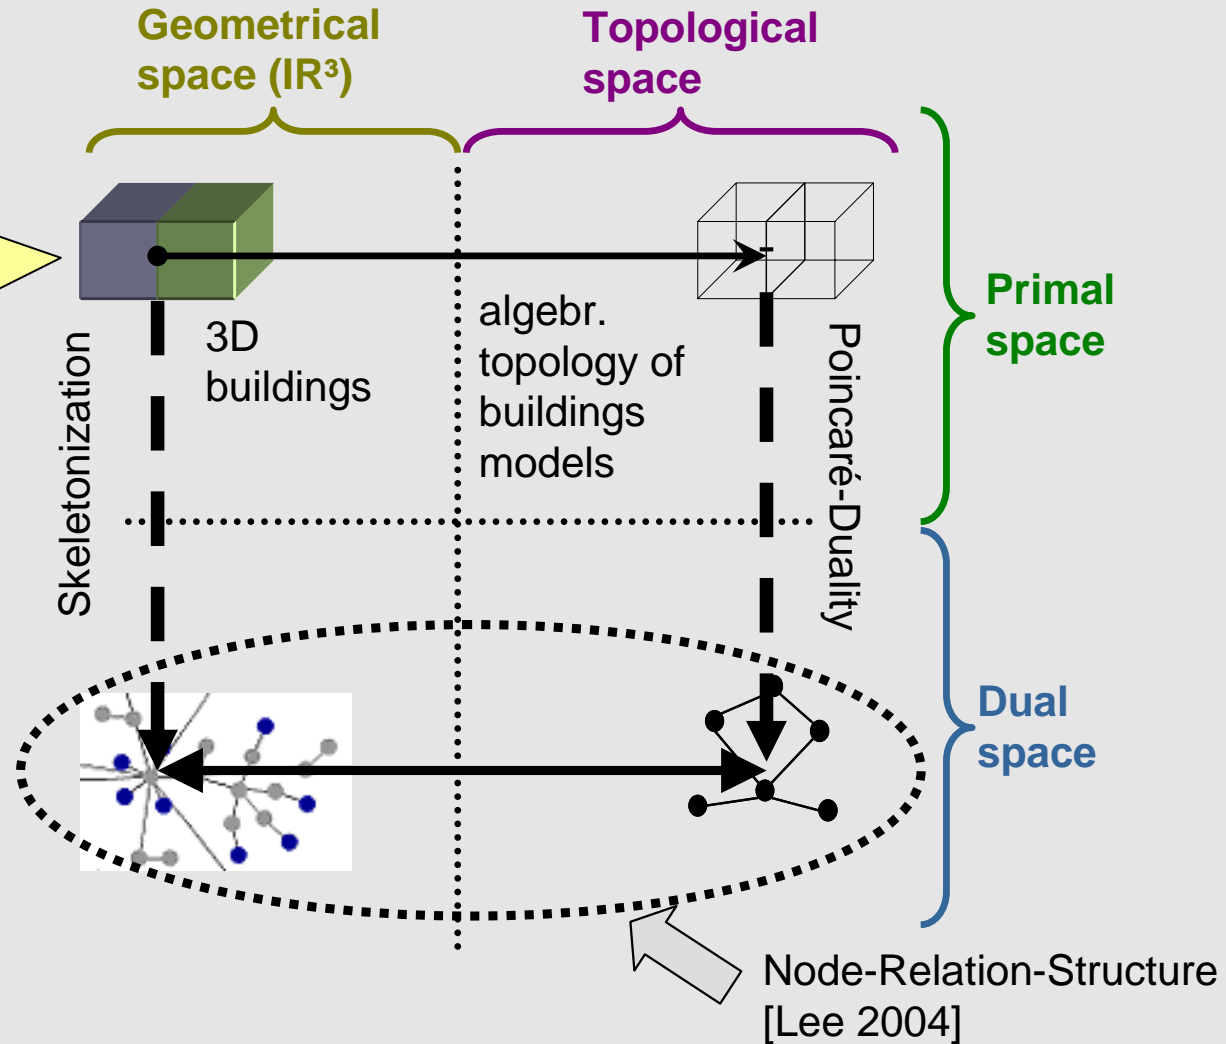 Geometrical
space (IR³)
Topological
space
Primal
space
3D
buildings
algebr.
topology of
buildings
models
Skeletonization
Poincaré-Duality
Dual
space
Node-Relation-Structure
[Lee 2004]